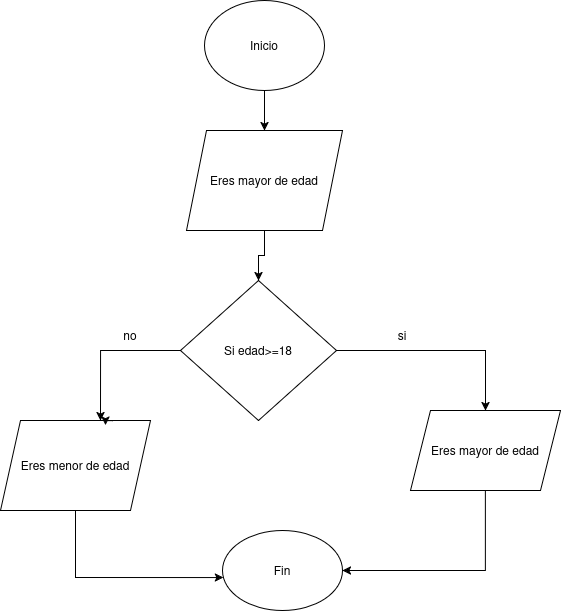 Inicio
Eres mayor de edad
Si edad>=18
no
si
Eres menor de edad
Eres mayor de edad
Fin